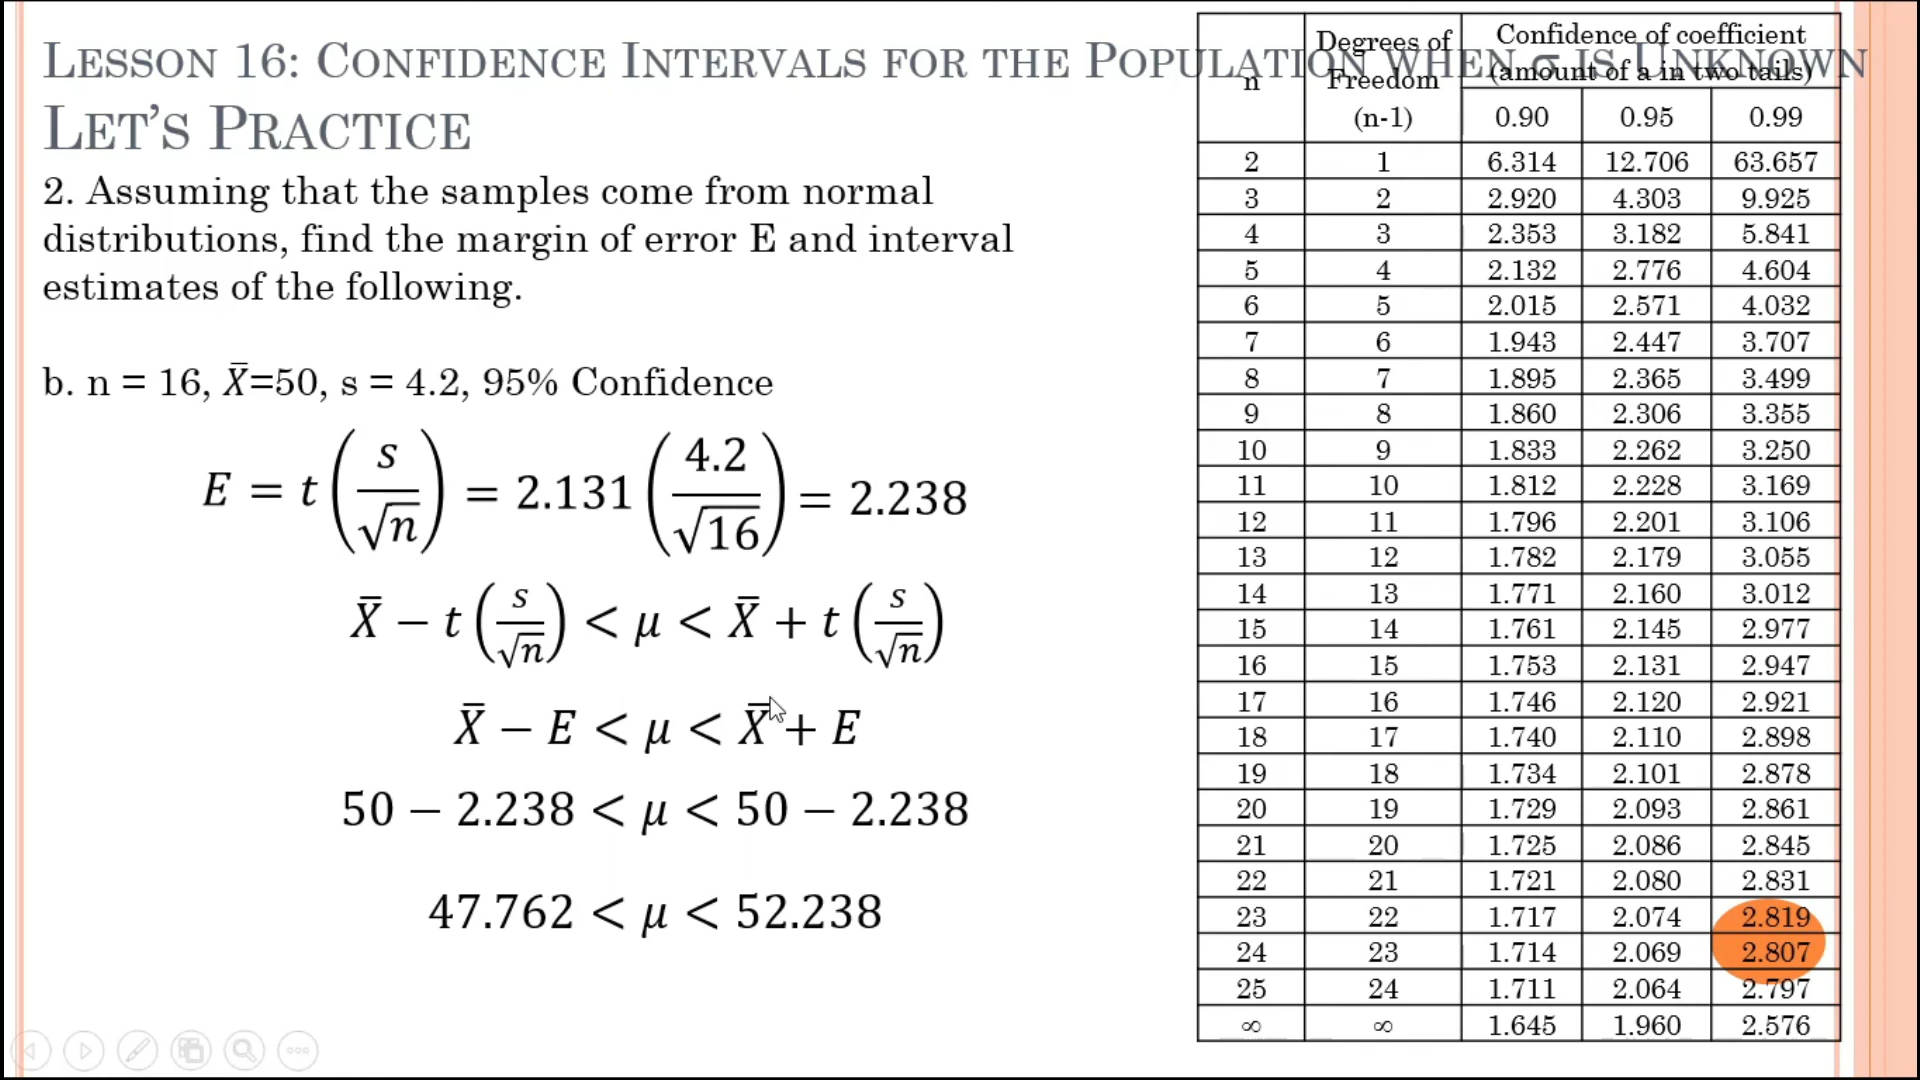 LESSON 16: CONFIDENCE INTERVALS FOR THE POPULATION WHEN σ IS UNKNOWN
LET'S PRACTICE
2. Assuming that the samples come from normal
distributions, find the margin of error E and interval
estimates of the following.
b. n = 16, X̄=50, s = 4.2, 95% Confidence
E = t(s/√n) = 2.131(4.2/√16) = 2.238
X̄ − t(s/√n) < μ < X̄ + t(s/√n)
X̄ − E < μ < X̄ + E
50 − 2.238 < μ < 50 − 2.238
47.762 < μ < 52.238
n
Degrees of
Freedom
(n-1)
Confidence of coefficient
(amount of a in two tails)
0.90 0.95 0.99
2 1 6.314 12.706 63.657
3 2 2.920 4.303 9.925
4 3 2.353 3.182 5.841
5 4 2.132 2.776 4.604
6 5 2.015 2.571 4.032
7 6 1.943 2.447 3.707
8 7 1.895 2.365 3.499
9 8 1.860 2.306 3.355
10 9 1.833 2.262 3.250
11 10 1.812 2.228 3.169
12 11 1.796 2.201 3.106
13 12 1.782 2.179 3.055
14 13 1.771 2.160 3.012
15 14 1.761 2.145 2.977
16 15 1.753 2.131 2.947
17 16 1.746 2.120 2.921
18 17 1.740 2.110 2.898
19 18 1.734 2.101 2.878
20 19 1.729 2.093 2.861
21 20 1.725 2.086 2.845
22 21 1.721 2.080 2.831
23 22 1.717 2.074 2.819
24 23 1.714 2.069 2.807
25 24 1.711 2.064 2.797
∞ ∞ 1.645 1.960 2.576